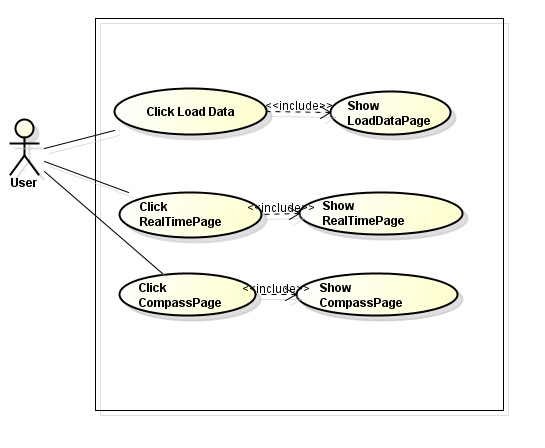 Click Load Data
<<include>>
Show
LoadDataPage
User
Click
RealTimePage
<<include>>
Show
RealTimePage
Click
CompassPage
<<include>>
Show
CompassPage